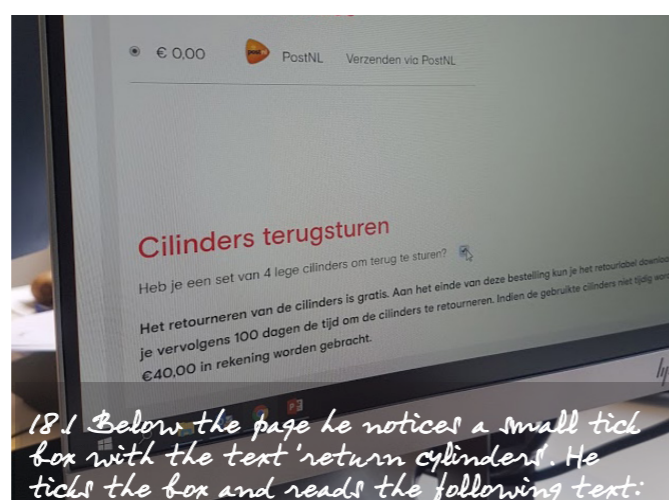 € 0,00 post PostNL Verzenden via PostNL
Cilinders terugsturen
Heb je een set van 4 lege cilinders om terug te sturen?
Het retourneren van de cilinders is gratis. Aan het einde van deze bestelling kun je het retourlabel
je vervolgens 100 dagen de tijd om de cilinders te retourneren. Indien de gebruikte cilinders niet tijdig
€40,00 in rekening worden gebracht.
hp
18.1 Below the page he notices a small tick
box with the text 'return cylinders'. He
ticks the box and reads the following text: